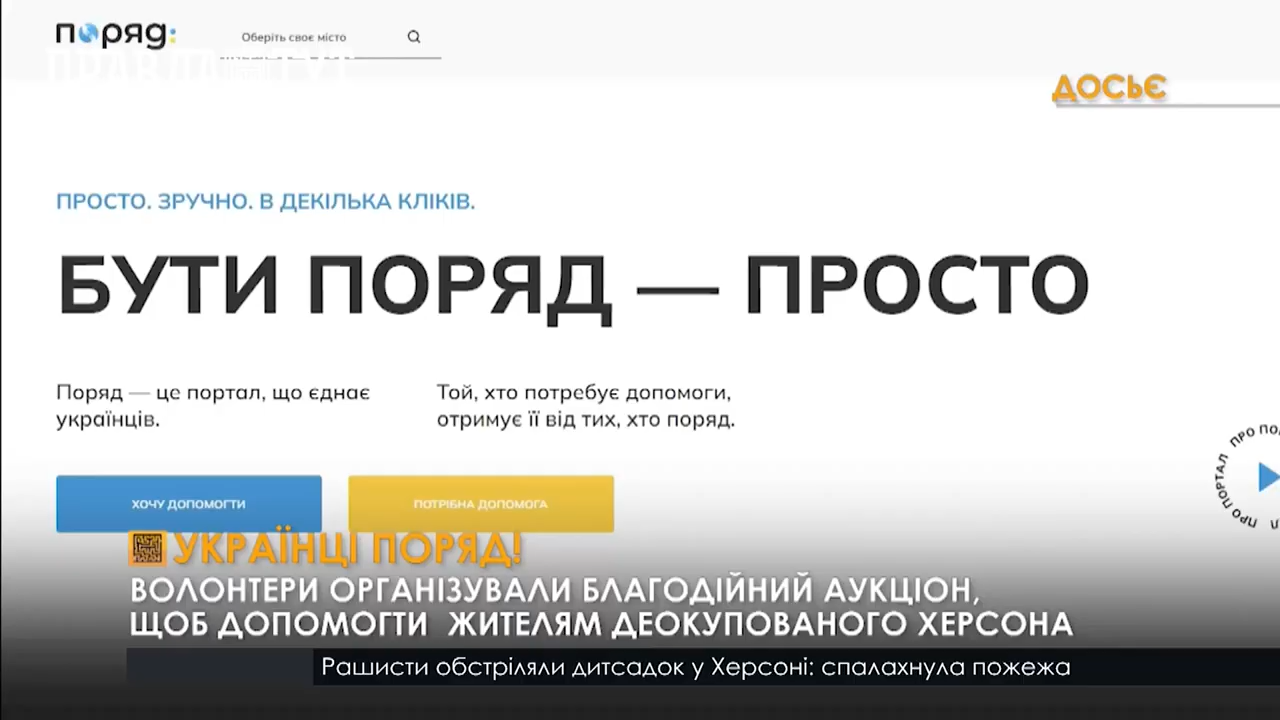 поряд:
Оберіть своє місто
ДОСЬЄ
ПРОСТО. ЗРУЧНО. В ДЕКІЛЬКА КЛІКІВ.
БУТИ ПОРЯД — ПРОСТО
Поряд — це портал, що єднає
українців.
Той, хто потребує допомоги,
отримує її від тих, хто поряд.
ПРО ПОРТАЛ
ХОЧУ ДОПОМОГТИ
ПОТРІБНА ДОПОМОГА
УКРАЇНЦІ ПОРЯД!
ВОЛОНТЕРИ ОРГАНІЗУВАЛИ БЛАГОДІЙНИЙ АУКЦІОН,
ЩОБ ДОПОМОГТИ ЖИТЕЛЯМ ДЕОКУПОВАНОГО ХЕРСОНА
Рашисти обстріляли дитсадок у Херсоні: спалахнула пожежа